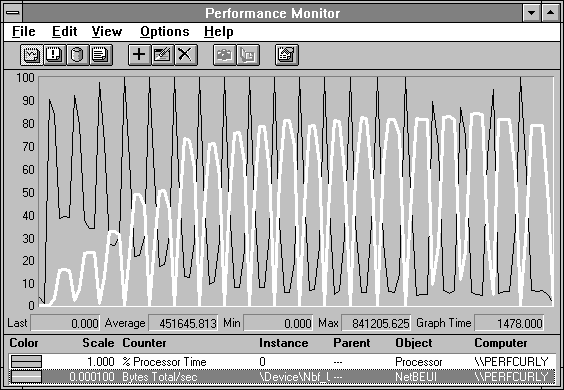 Performance Monitor
File Edit View Options Help
100
90
80
70
60
50
40
30
20
10
0
Last 0.000 Average 451645.813 Min 0.000 Max 841205.625 Graph Time 1478.000
Color Scale Counter Instance Parent Object Computer
1.000 % Processor Time 0 --- Processor \\PERFCURLY
0.000100 Bytes Total/sec \Device\Nbf_L --- NetBEUI \\PERFCURLY